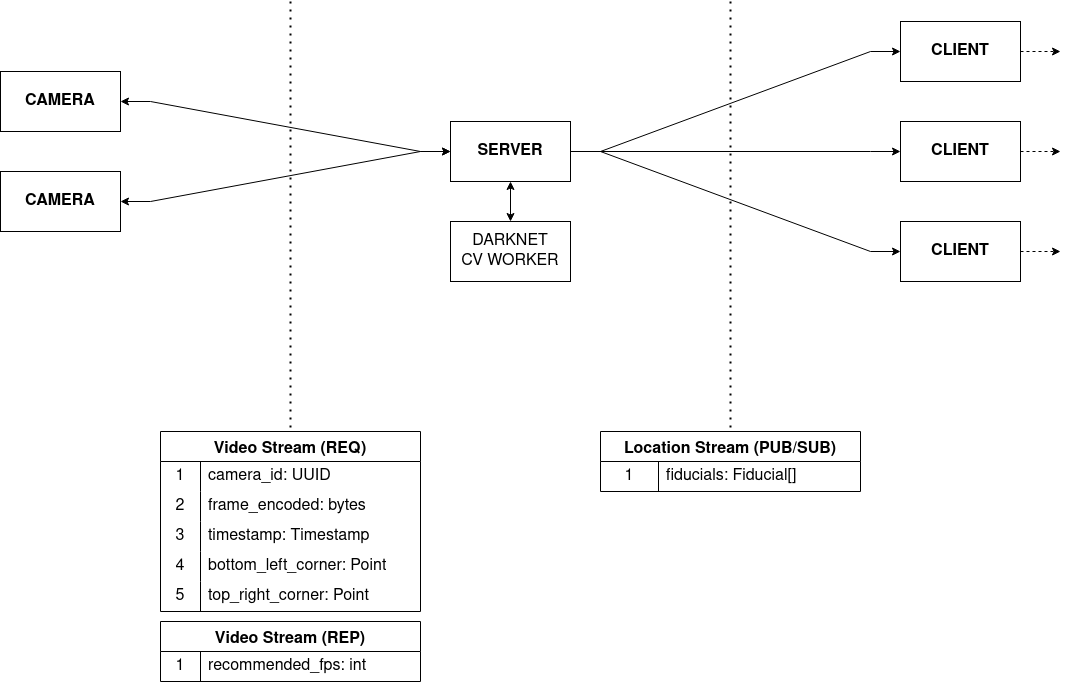 CLIENT
CAMERA
SERVER
CLIENT
CAMERA
DARKNET
CV WORKER
CLIENT
Video Stream (REQ)
1 camera_id: UUID
2 frame_encoded: bytes
3 timestamp: Timestamp
4 bottom_left_corner: Point
5 top_right_corner: Point
Video Stream (REP)
1 recommended_fps: int
Location Stream (PUB/SUB)
1 fiducials: Fiducial[]